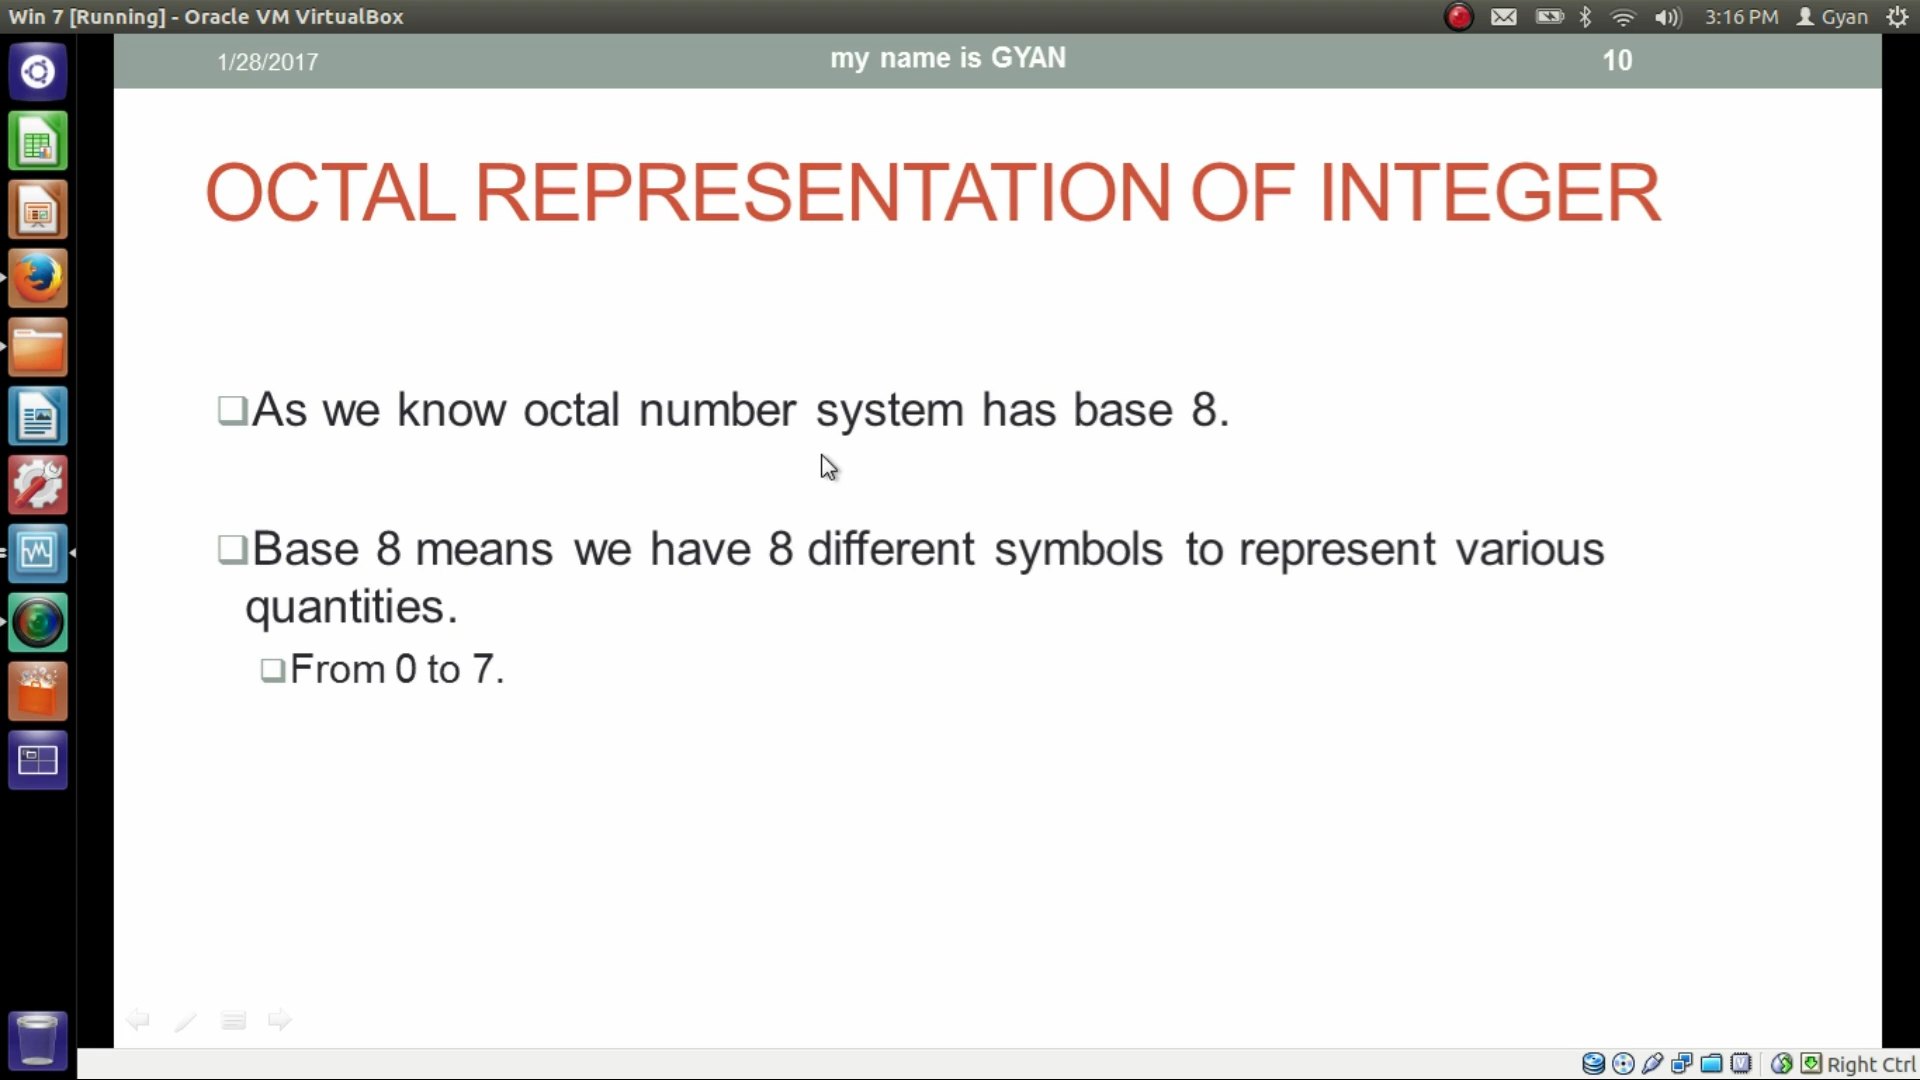 Win 7 [Running] - Oracle VM VirtualBox 3:16 PM Gyan
1/28/2017 my name is GYAN 10
OCTAL REPRESENTATION OF INTEGER
As we know octal number system has base 8.
Base 8 means we have 8 different symbols to represent various
quantities.
From 0 to 7.
Right Ctrl